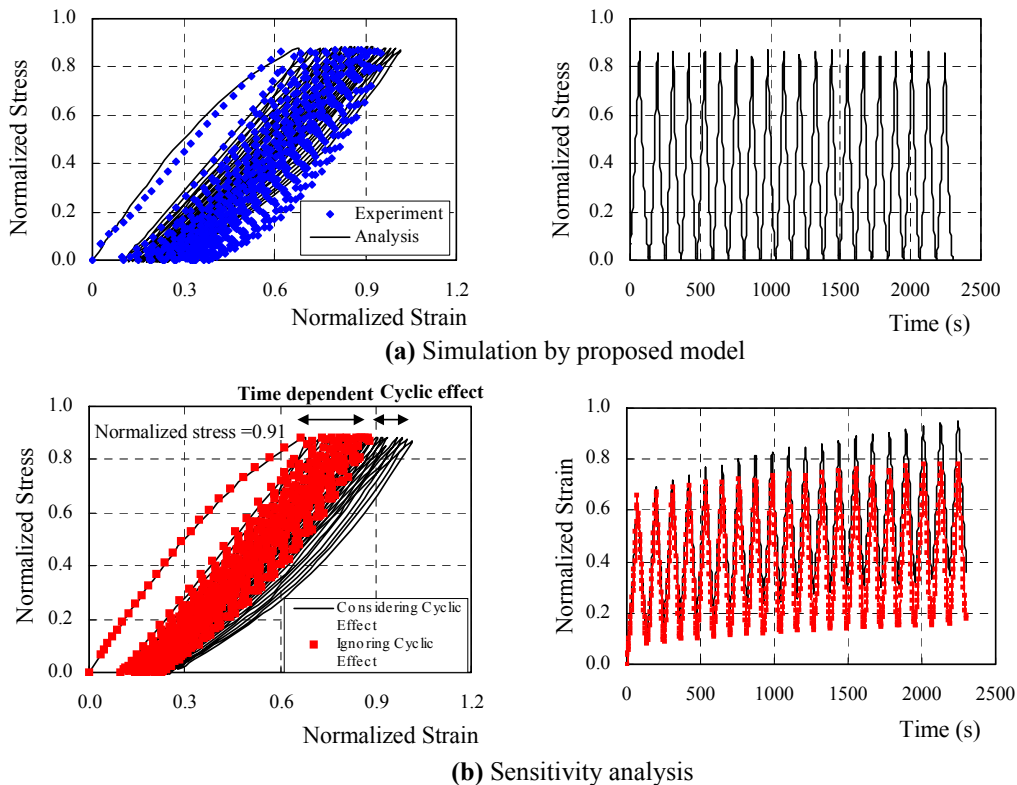 1.0
0.8
0.6
0.4
0.2
0.0
Normalized Stress
Experiment
Analysis
0 0.3 0.6 0.9 1.2
Normalized Strain
1.0
0.8
0.6
0.4
0.2
0.0
Normalized Stress
0 500 1000 1500 2000 2500
Time (s)
(a) Simulation by proposed model
Time dependent Cyclic effect
1.0
0.8
0.6
0.4
0.2
0.0
Normalized Stress
Normalized stress =0.91
Considering Cyclic
Effect
Ignoring Cyclic
Effect
0.0 0.3 0.6 0.9 1.2
Normalized Strain
1.0
0.8
0.6
0.4
0.2
0.0
Normalized Strain
0 500 1000 1500 2000 2500
Time (s)
(b) Sensitivity analysis